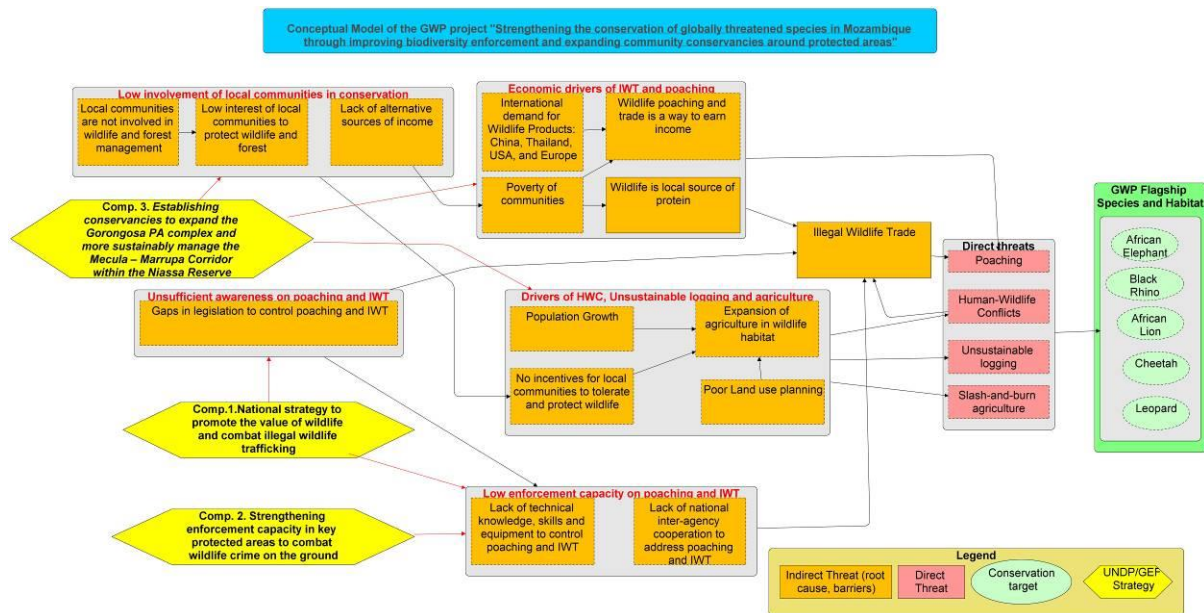 Conceptual Model of the GWP project "Strengthening the conservation of globally threatened species in Mozambique
through improving biodiversity enforcement and expanding community conservancies around protected areas"
Low involvement of local communities in conservation
Local communities
are not involved in
wildlife and forest
management
Low interest of local
communities to
protect wildlife and
forest
Lack of alternative
sources of income
Economic drivers of IWT and poaching
International
demand for
Wildlife Products:
China, Thailand,
USA, and Europe
Wildlife poaching and
trade is a way to earn
income
Poverty of
communities
Wildlife is local source of
protein
Comp. 3. Establishing
conservancies to expand the
Gorongosa PA complex and
more sustainably manage the
Mecula – Marrupa Corridor
within the Niassa Reserve
Illegal Wildlife Trade
Direct threats
Poaching
Human-Wildlife
Conflicts
Unsustainable
logging
Slash-and-burn
agriculture
GWP Flagship
Species and Habitat
African
Elephant
Black
Rhino
African
Lion
Cheetah
Leopard
Unsufficient awareness on poaching and IWT
Gaps in legislation to control poaching and IWT
Drivers of HWC, Unsustainable logging and agriculture
Population Growth
Expansion of
agriculture in wildlife
habitat
No incentives for local
communities to tolerate
and protect wildlife
Poor Land use planning
Comp.1.National strategy to
promote the value of wildlife
and combat illegal wildlife
trafficking
Comp. 2. Strengthening
enforcement capacity in key
protected areas to combat
wildlife crime on the ground
Low enforcement capacity on poaching and IWT
Lack of technical
knowledge, skills and
equipment to control
poaching and IWT
Lack of national
inter-agency
cooperation to
address poaching
and IWT
Legend
Indirect Threat (root
cause, barriers)
Direct
Threat
Conservation
target
UNDP/GEF
Strategy